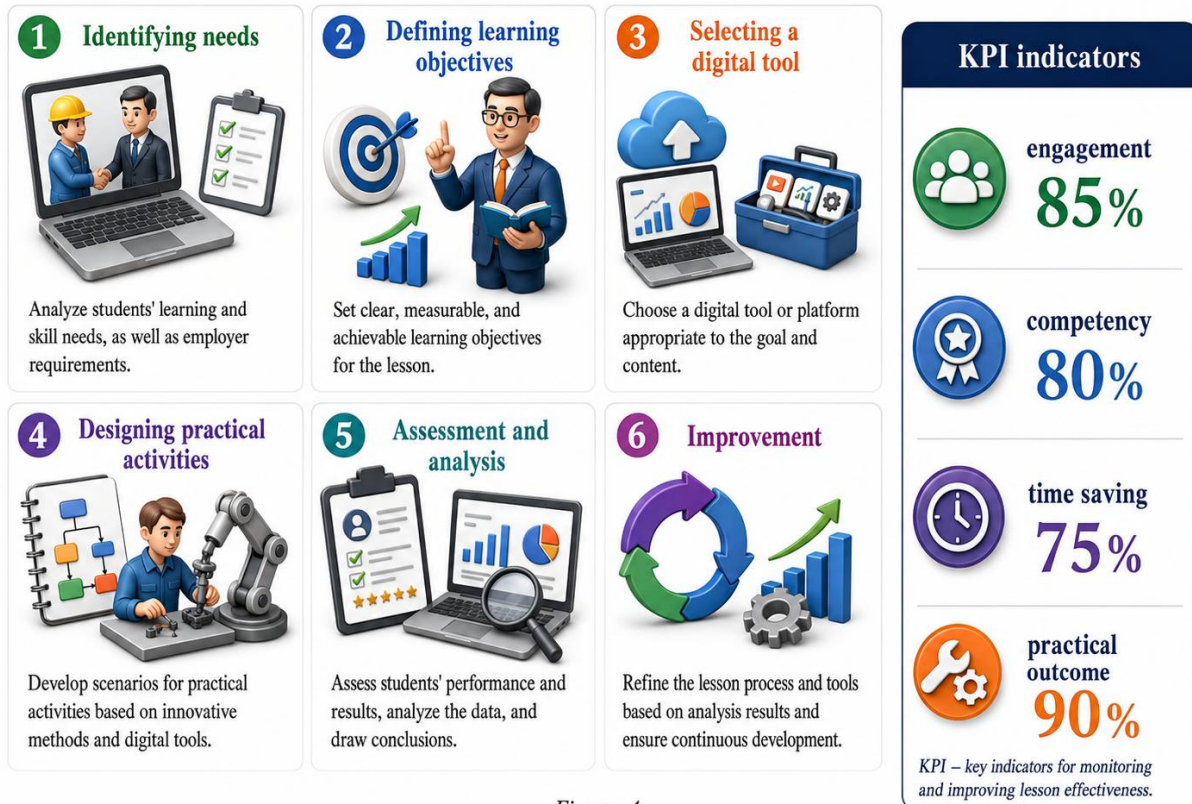 1 Identifying needs
Analyze students' learning and
skill needs, as well as employer
requirements.
2 Defining learning
objectives
Set clear, measurable, and
achievable learning objectives
for the lesson.
3 Selecting a
digital tool
Choose a digital tool or platform
appropriate to the goal and
content.
4 Designing practical
activities
Develop scenarios for practical
activities based on innovative
methods and digital tools.
5 Assessment and
analysis
Assess students' performance and
results, analyze the data, and
draw conclusions.
6 Improvement
Refine the lesson process and tools
based on analysis results and
ensure continuous development.
KPI indicators
engagement
85%
competency
80%
time saving
75%
practical
outcome
90%
KPI – key indicators for monitoring
and improving lesson effectiveness.